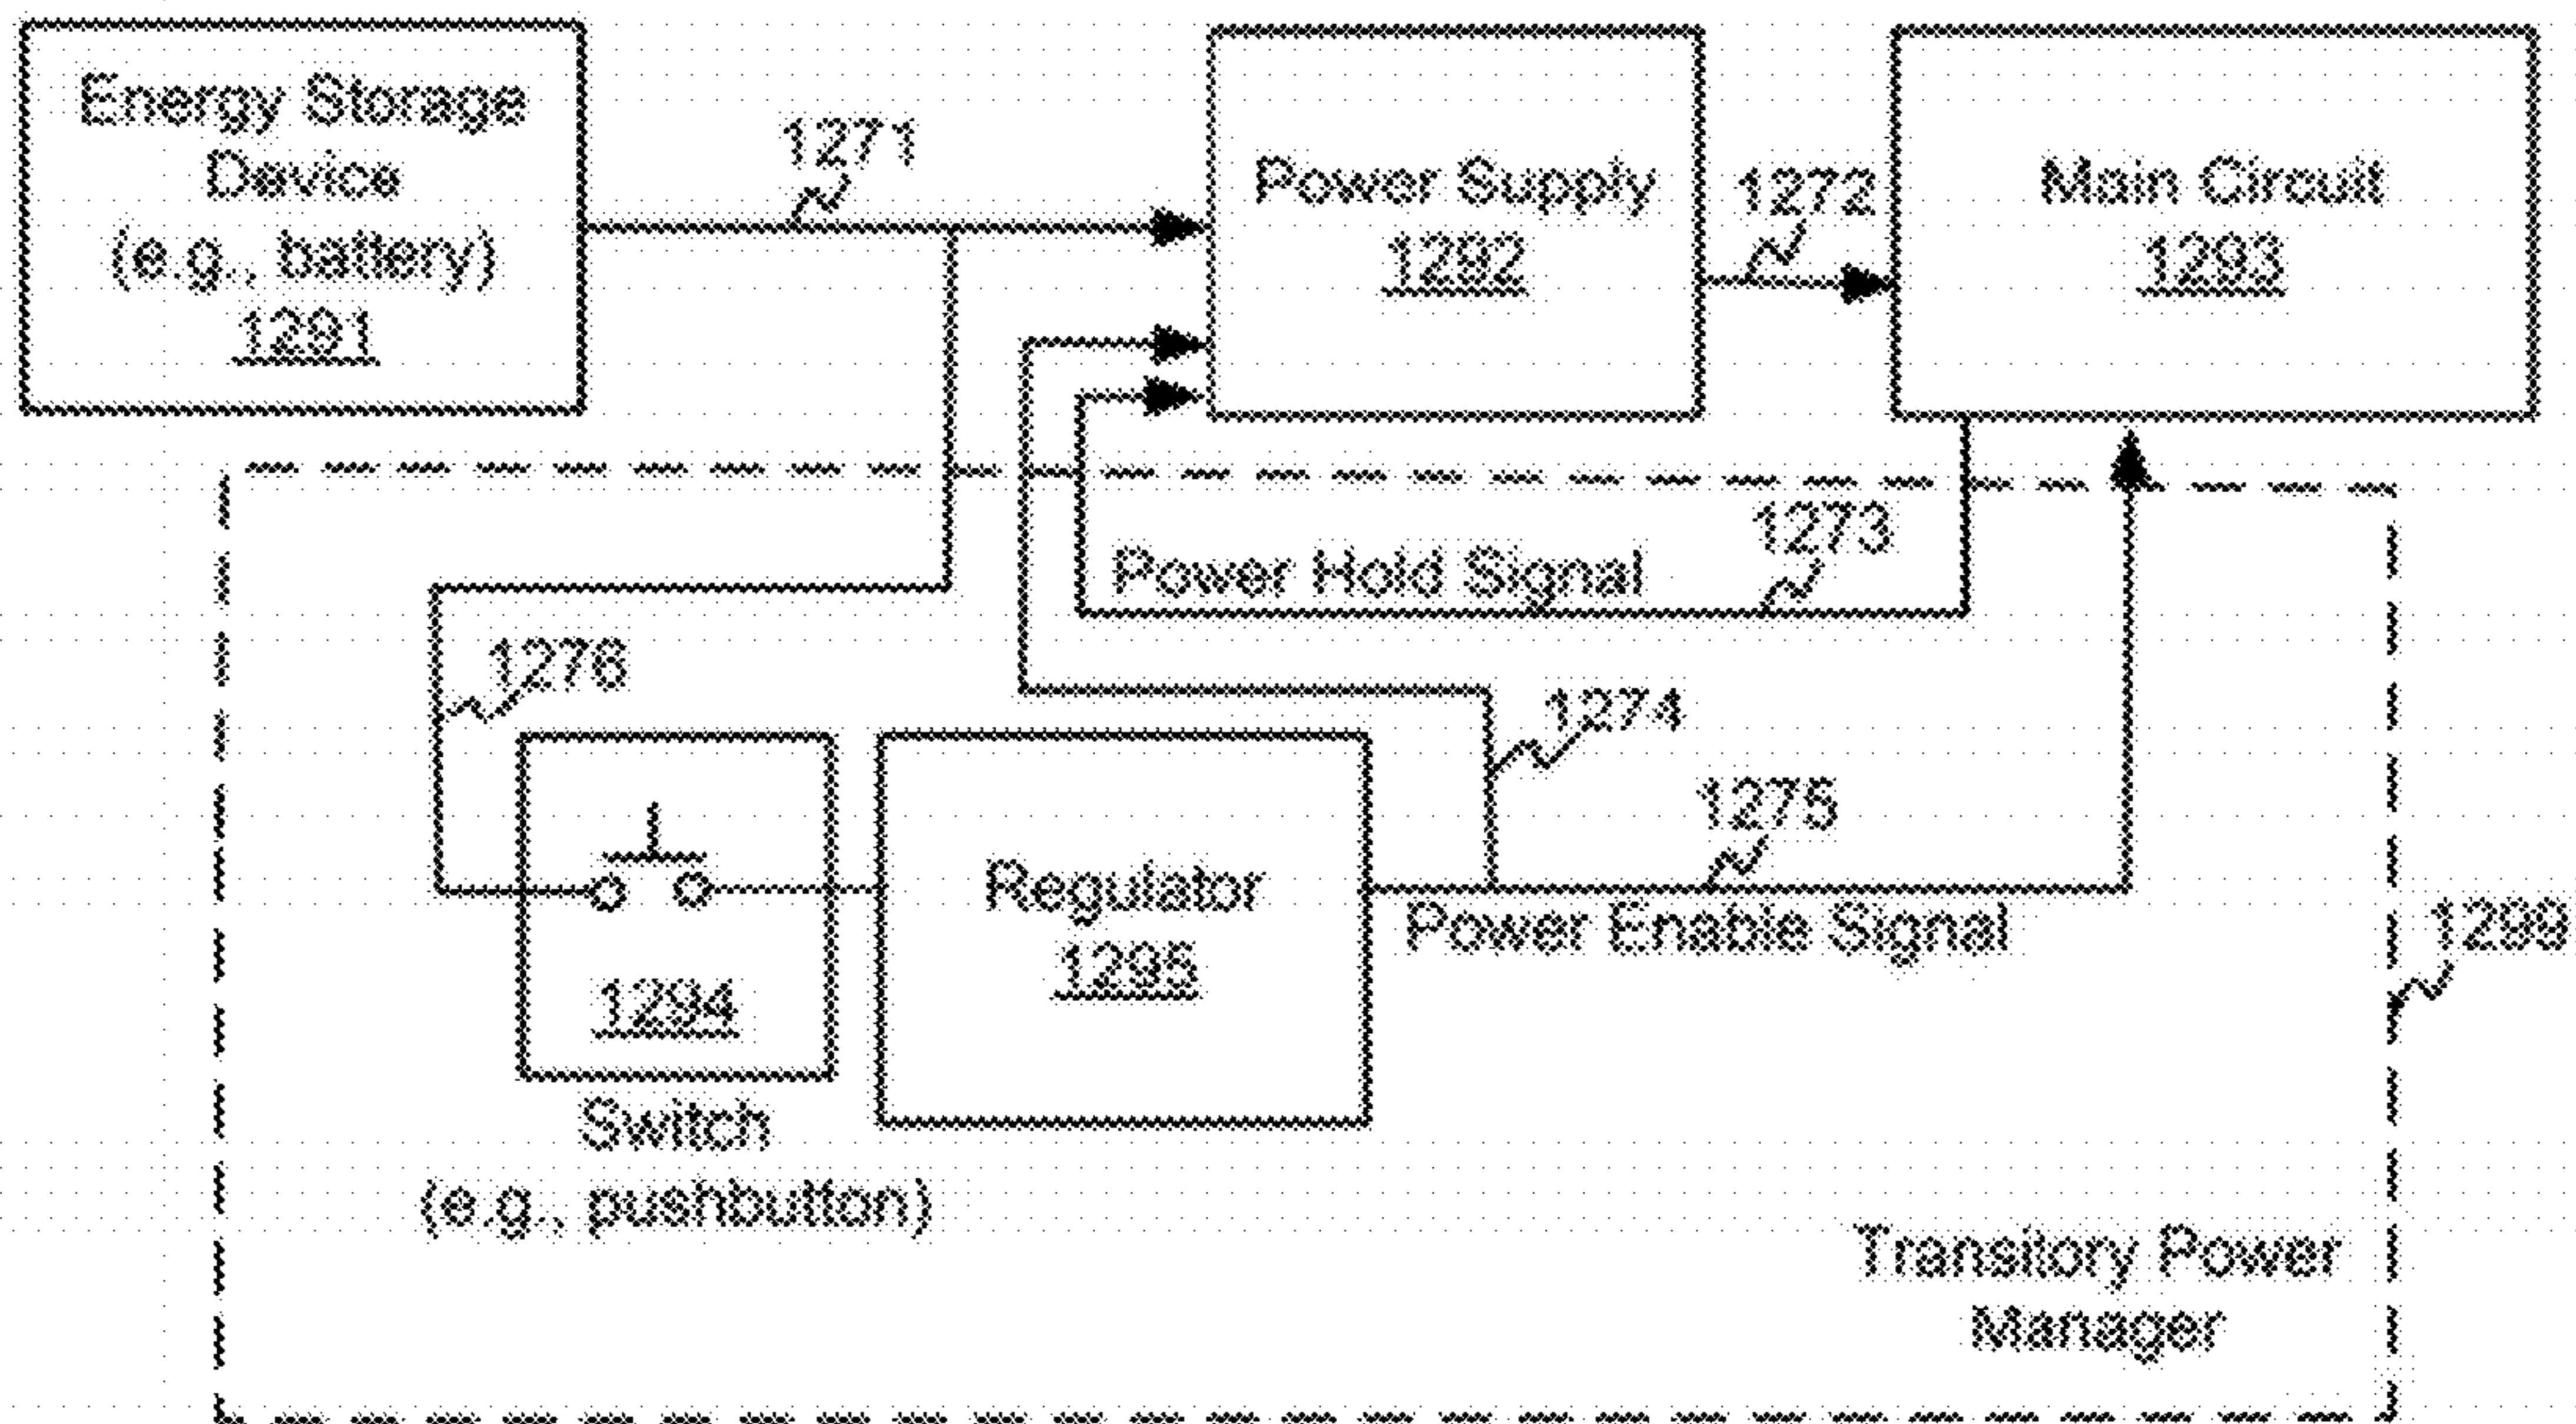 Energy Storage
Device
(e.g., battery)
1291
1271
Power Supply
1292
1272
Main Circuit
1293
Power Hold Signal
1273
1276
1274
1275
Regulator
1295
1294
Switch
(e.g., pushbutton)
Power Enable Signal
1299
Transitory Power
Manager